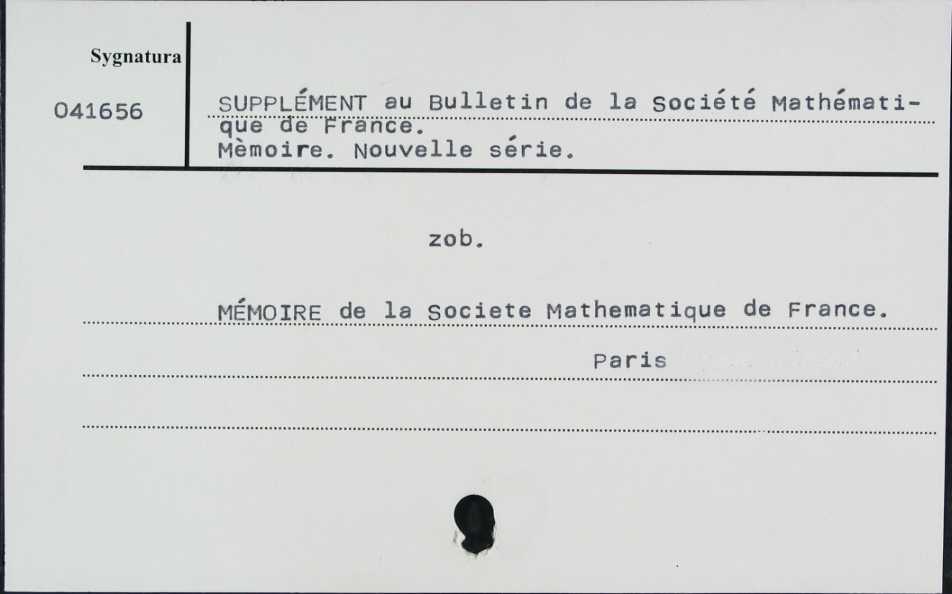 Sygnatura
041656
SUPPLÉMENT au Bulletin de la Société Mathémati-
que de France.
Mèmoire. Nouvelle série.
zob.
MÉMOIRE de la Societe Mathematique de France.
Paris